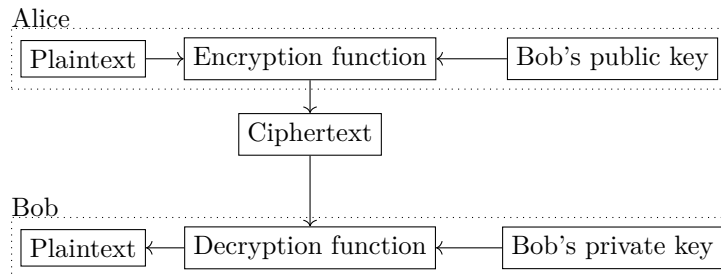 Alice
Plaintext Encryption function Bob's public key
Ciphertext
Bob
Plaintext Decryption function Bob's private key